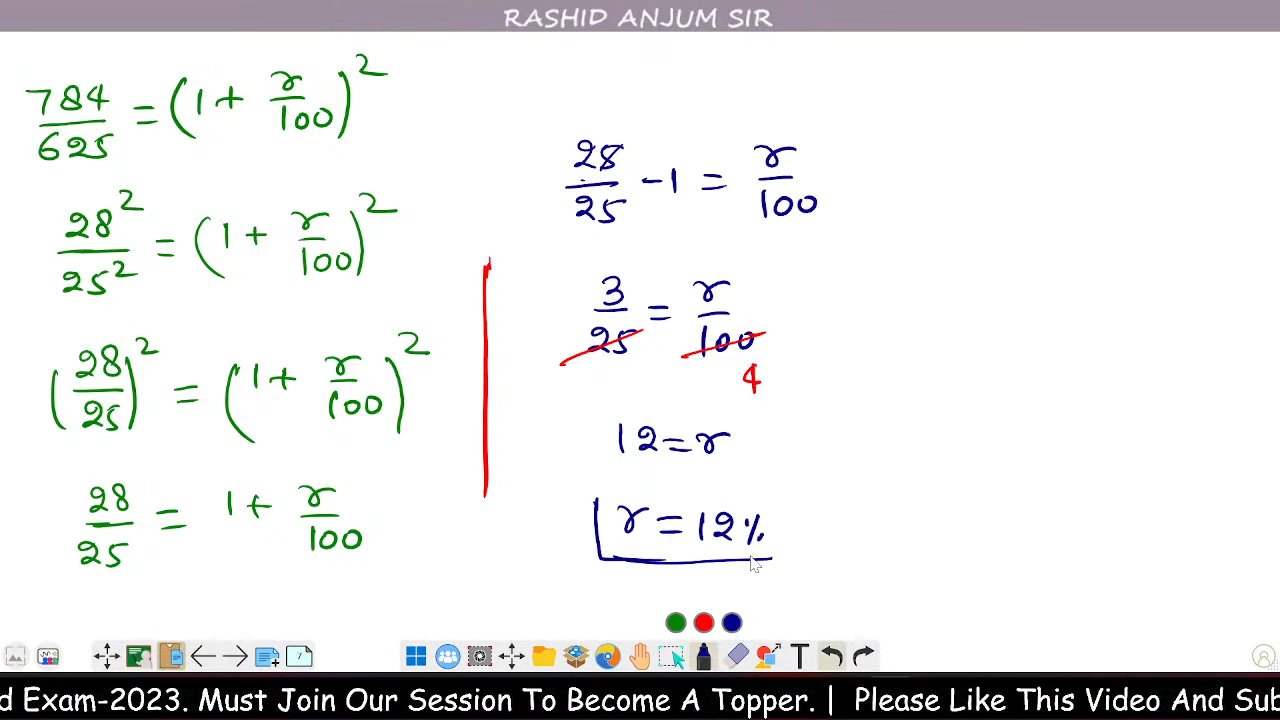 RASHID ANJUM SIR
784/625 = (1 + r/100)²
28²/25² = (1 + r/100)²
(28/25)² = (1 + r/100)²
28/25 = 1 + r/100
28/25 - 1 = r/100
3/25 = r/100
4
12 = r
r = 12%
7
T
d Exam-2023. Must Join Our Session To Become A Topper. | Please Like This Video And Sub